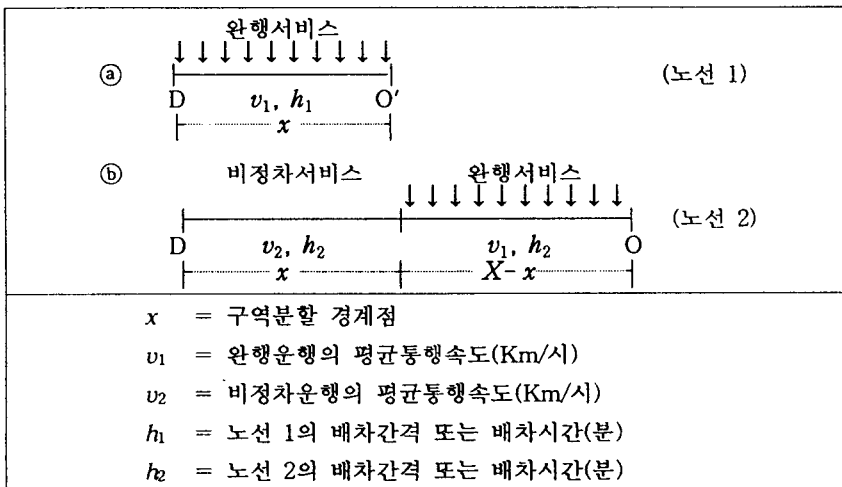 완행서비스
ⓐ (노선 1)
D v₁, h₁ O′
x
ⓑ 비정차서비스 완행서비스
(노선 2)
D v₂, h₂ v₁, h₂ O
x X- x
x = 구역분할 경계점
v₁ = 완행운행의 평균통행속도(Km/시)
v₂ = 비정차운행의 평균통행속도(Km/시)
h₁ = 노선 1의 배차간격 또는 배차시간(분)
h₂ = 노선 2의 배차간격 또는 배차시간(분)